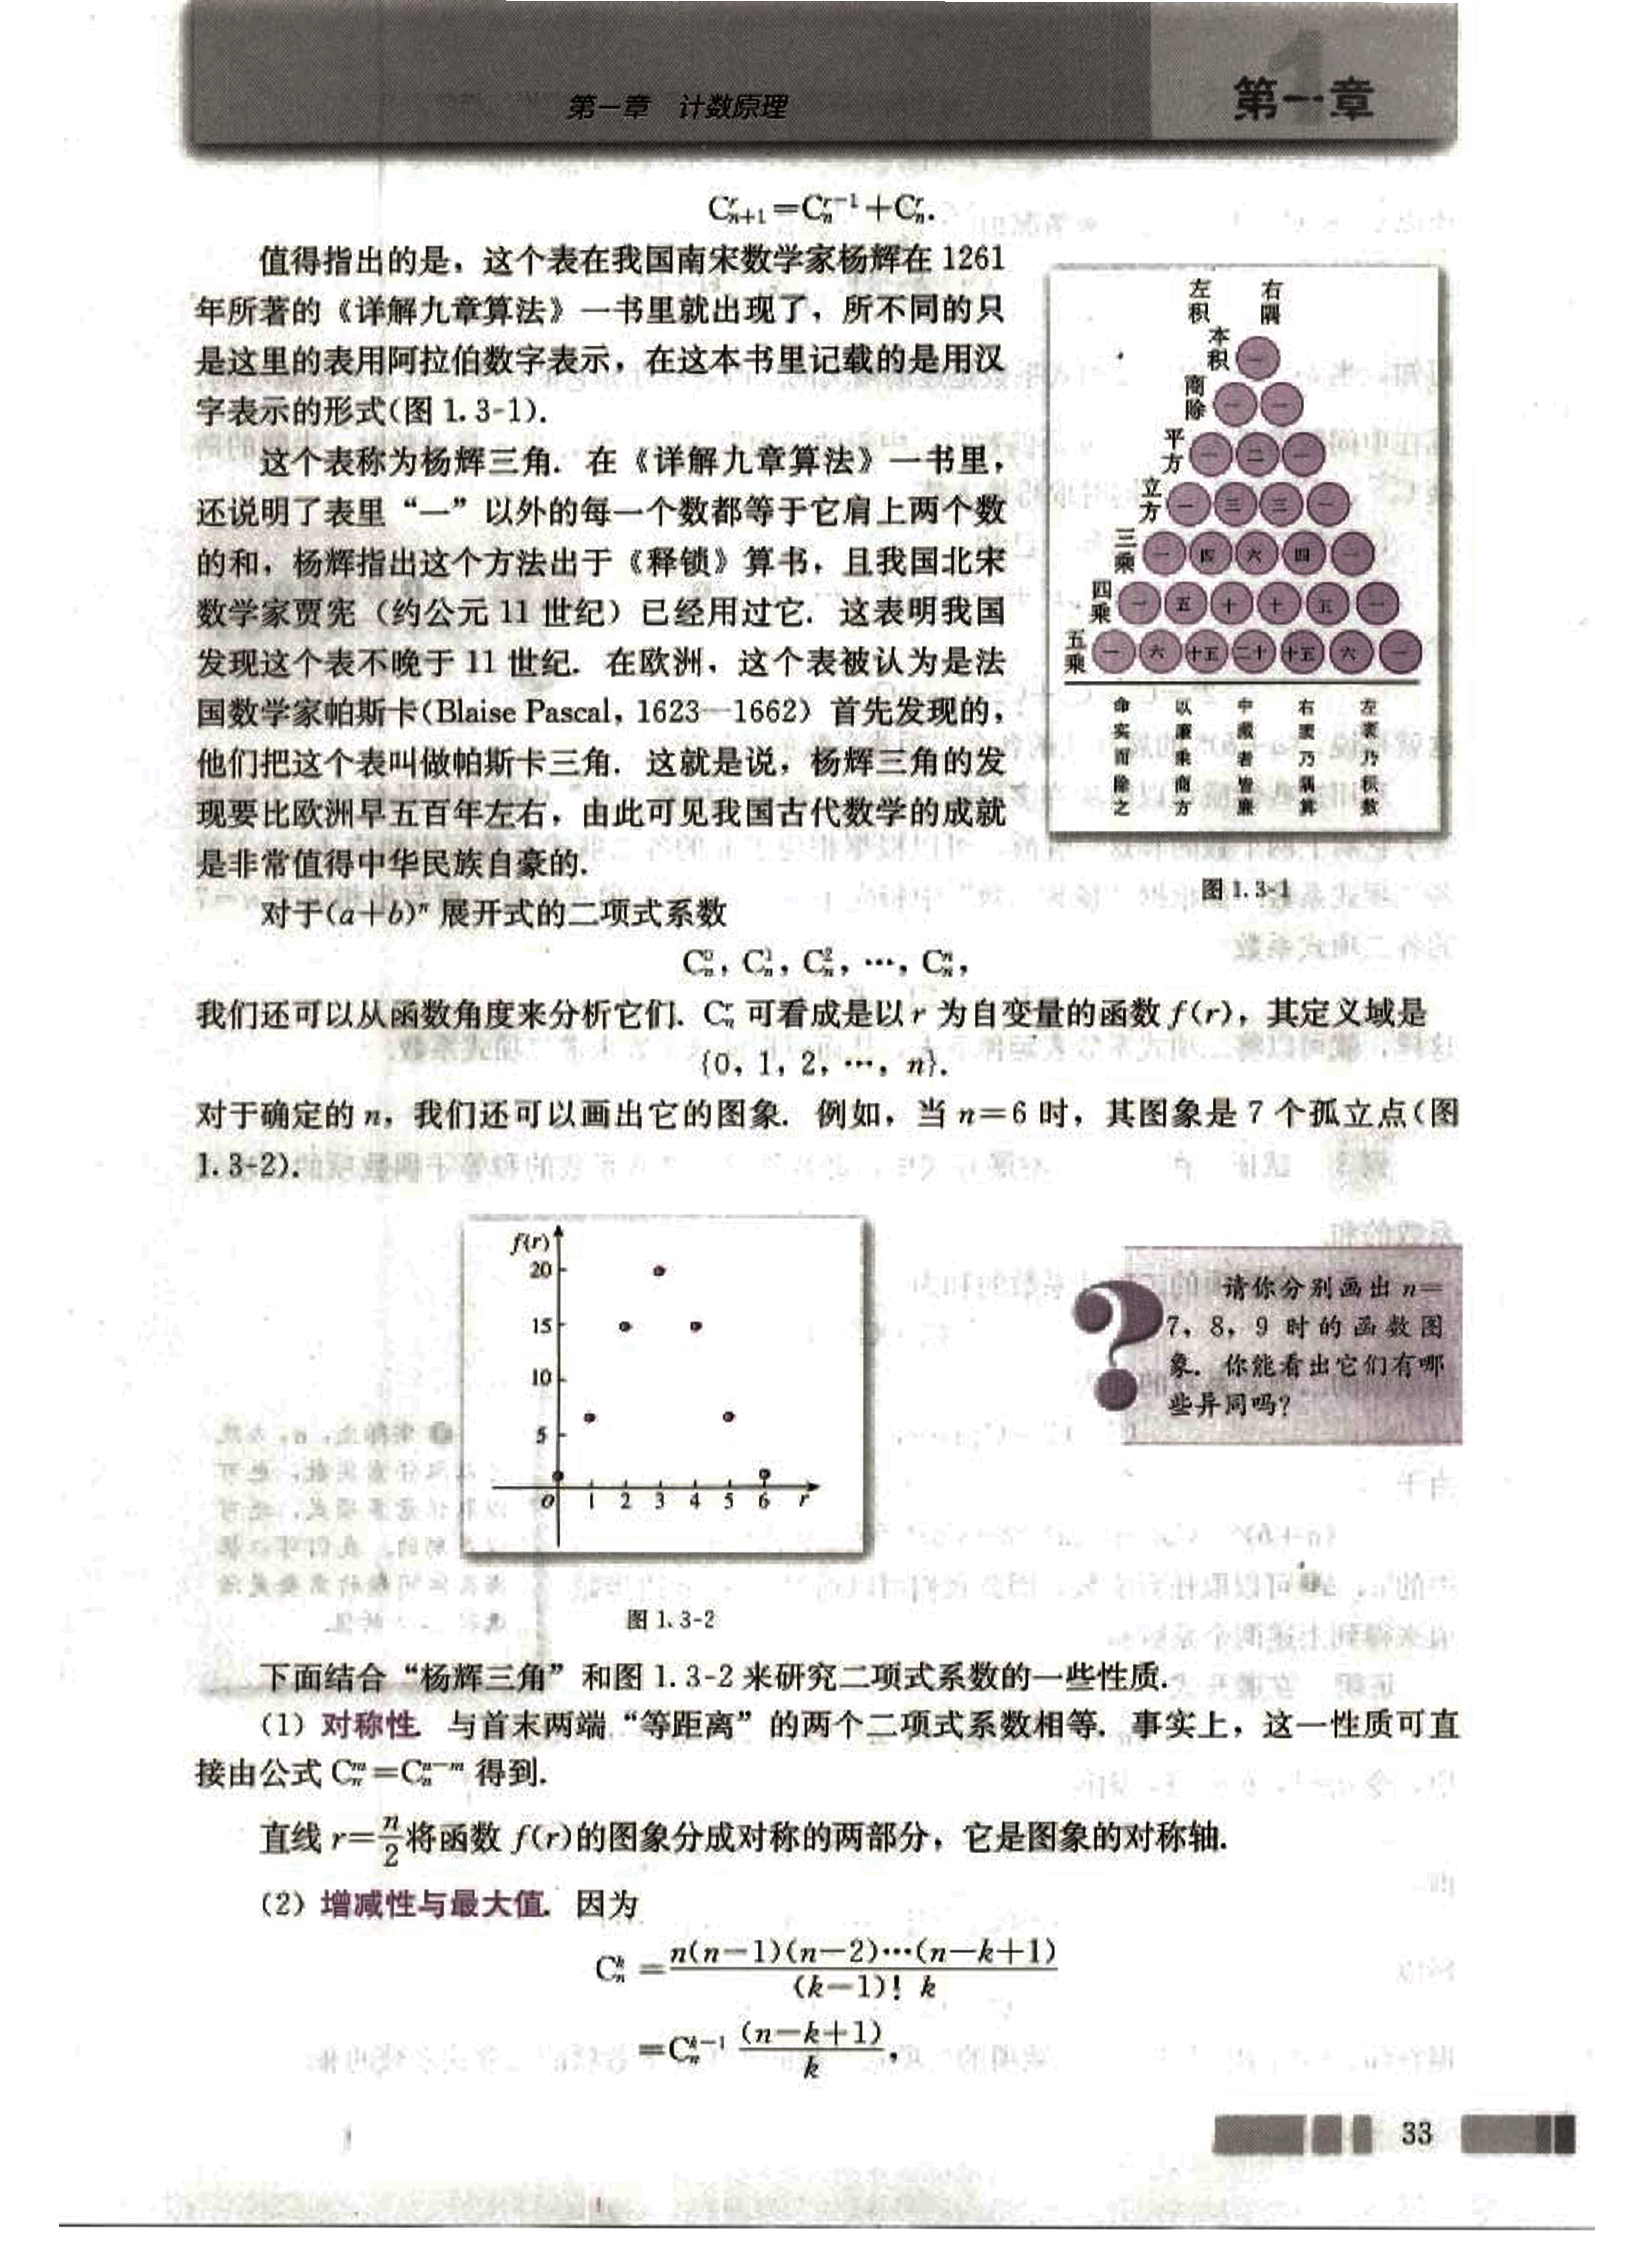 第一章 计数原理
第一章
C_{n+1}^{r}=C_{n}^{r-1}+C_{n}^{r}.
值得指出的是，这个表在我国南宋数学家杨辉在 1261
年所著的《详解九章算法》一书里就出现了，所不同的只
是这里的表用阿拉伯数字表示，在这本书里记载的是用汉
字表示的形式(图 1.3-1).
这个表称为杨辉三角. 在《详解九章算法》一书里，
还说明了表里“一”以外的每一个数都等于它肩上两个数
的和，杨辉指出这个方法出于《释锁》算书，且我国北宋
数学家贾宪（约公元 11 世纪）已经用过它. 这表明我国
发现这个表不晚于 11 世纪. 在欧洲，这个表被认为是法
国数学家帕斯卡(Blaise Pascal, 1623—1662) 首先发现的，
他们把这个表叫做帕斯卡三角. 这就是说，杨辉三角的发
现要比欧洲早五百年左右，由此可见我国古代数学的成就
是非常值得中华民族自豪的.
左积
右隅
本积 一
商除 一 一
平方 一 二 一
立方 一 三 三 一
三乘 一 四 六 四 一
四乘 一 五 十 十 五 一
五乘 一 六 十五 二十 十五 六 一
命实而除之
以廉乘商方
中藏者皆廉
右袤乃隅算
左袤乃积数
图 1.3-1
对于(a+b)^n 展开式的二项式系数
C_{n}^{0}, C_{n}^{1}, C_{n}^{2}, …, C_{n}^{n},
我们还可以从函数角度来分析它们. C_{n}^{r} 可看成是以 r 为自变量的函数 f(r)，其定义域是
{0, 1, 2, …, n}.
对于确定的 n，我们还可以画出它的图象. 例如，当 n=6 时，其图象是 7 个孤立点(图
1.3-2).
f(r)
20
15
10
5
O 1 2 3 4 5 6 r
图 1.3-2
请你分别画出 n=
7，8，9 时的函数图
象. 你能看出它们有哪
些异同吗?
下面结合“杨辉三角”和图 1.3-2 来研究二项式系数的一些性质.
(1) 对称性. 与首末两端“等距离”的两个二项式系数相等. 事实上，这一性质可直
接由公式 C_{n}^{m}=C_{n}^{n-m} 得到.
直线 r=\frac{n}{2}将函数 f(r)的图象分成对称的两部分，它是图象的对称轴.
(2) 增减性与最大值. 因为
C_{n}^{k}=\frac{n(n-1)(n-2)…(n-k+1)}{(k-1)! k}
=C_{n}^{k-1}\frac{(n-k+1)}{k},
33